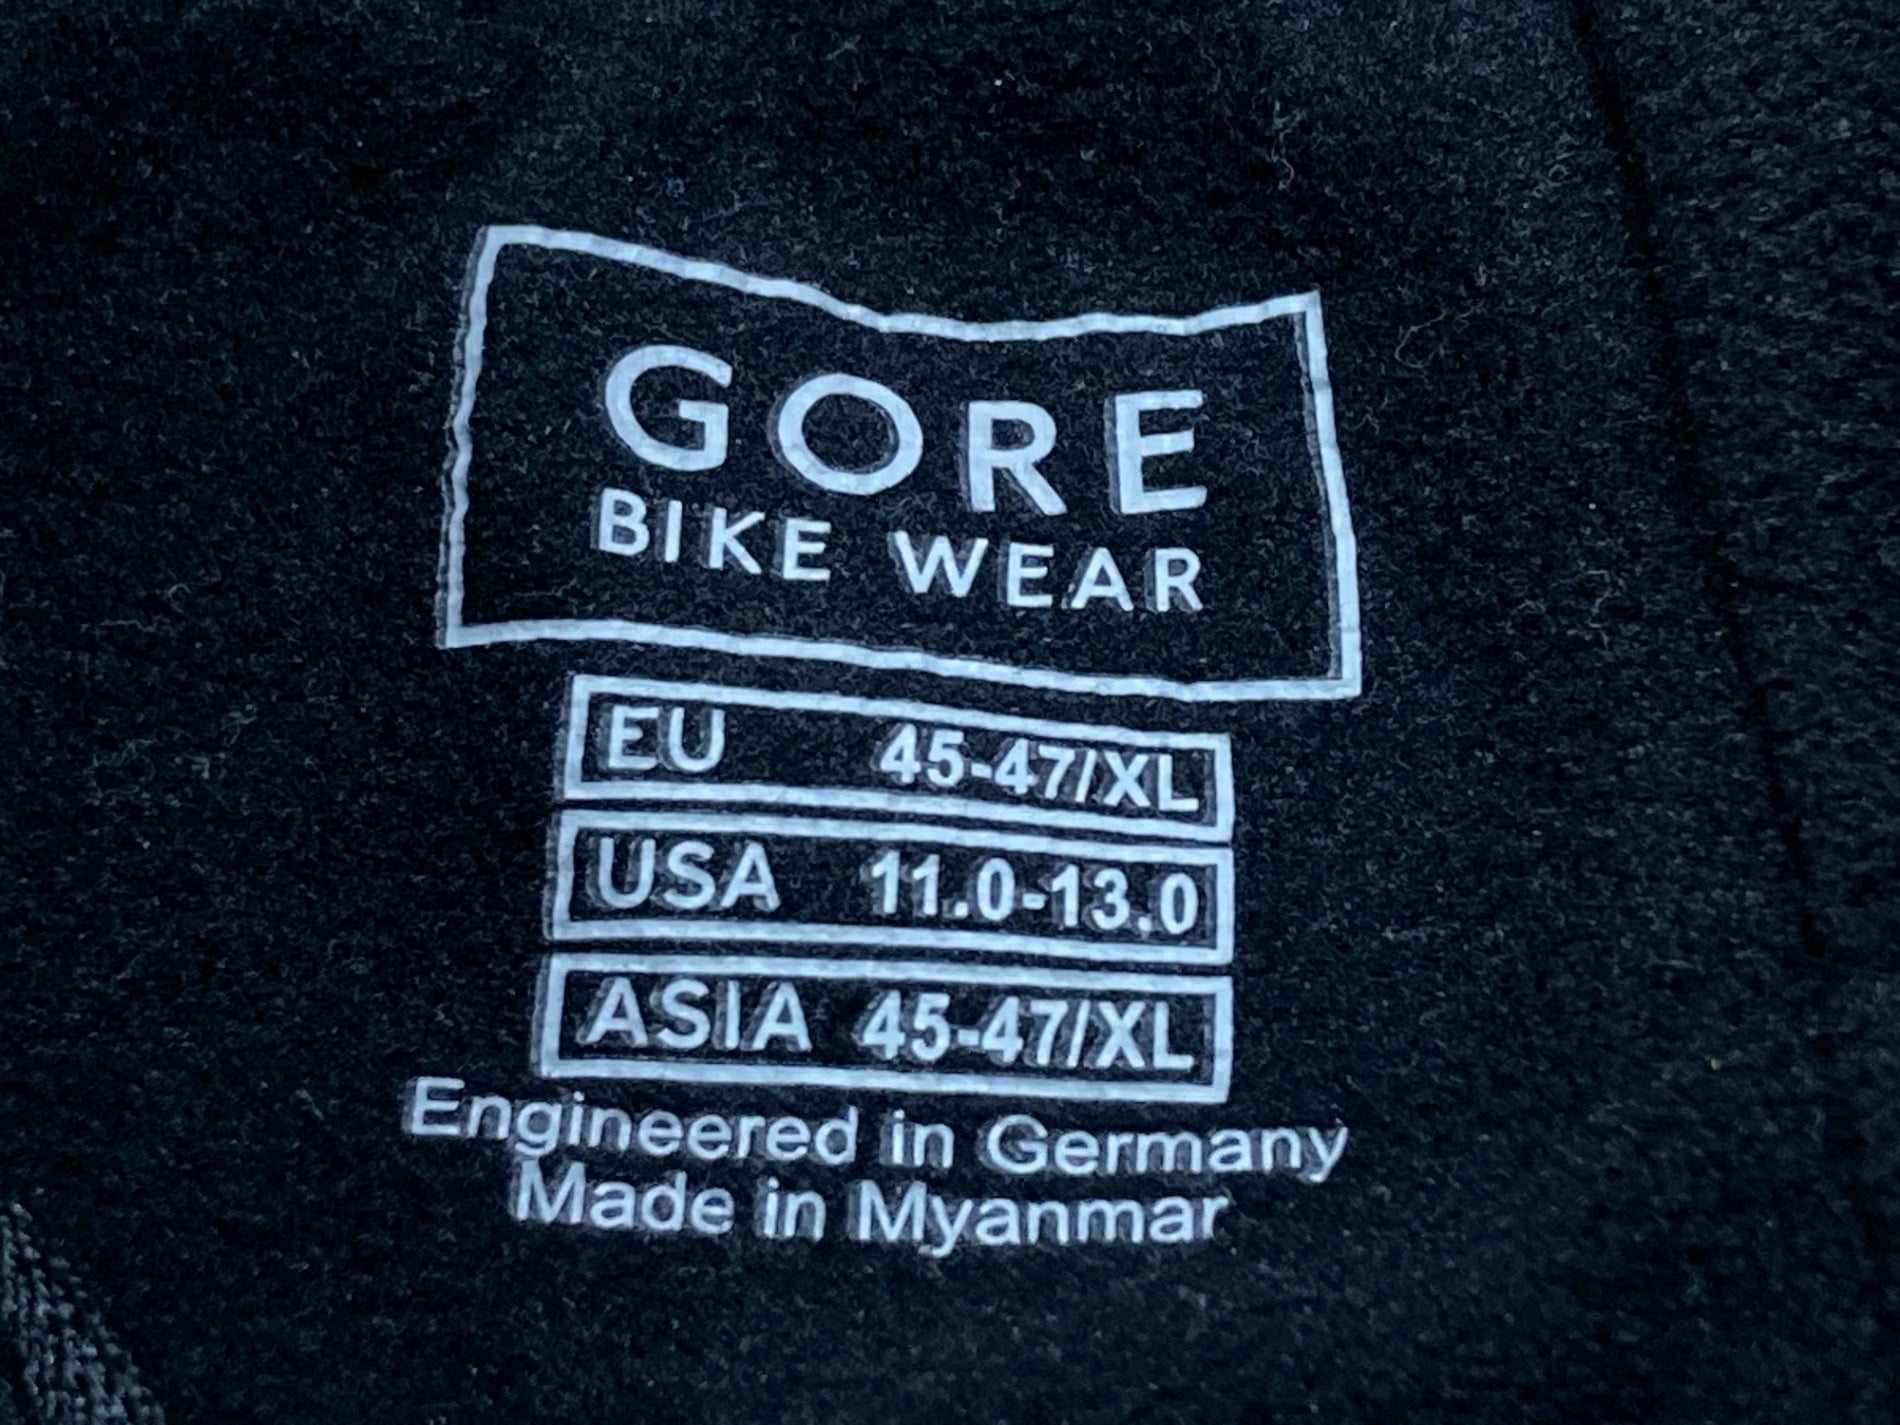 GORE
BIKE WEAR
EU 45-47/XL
USA 11.0-13.0
ASIA 45-47/XL
Engineered in Germany
Made in Myanmar